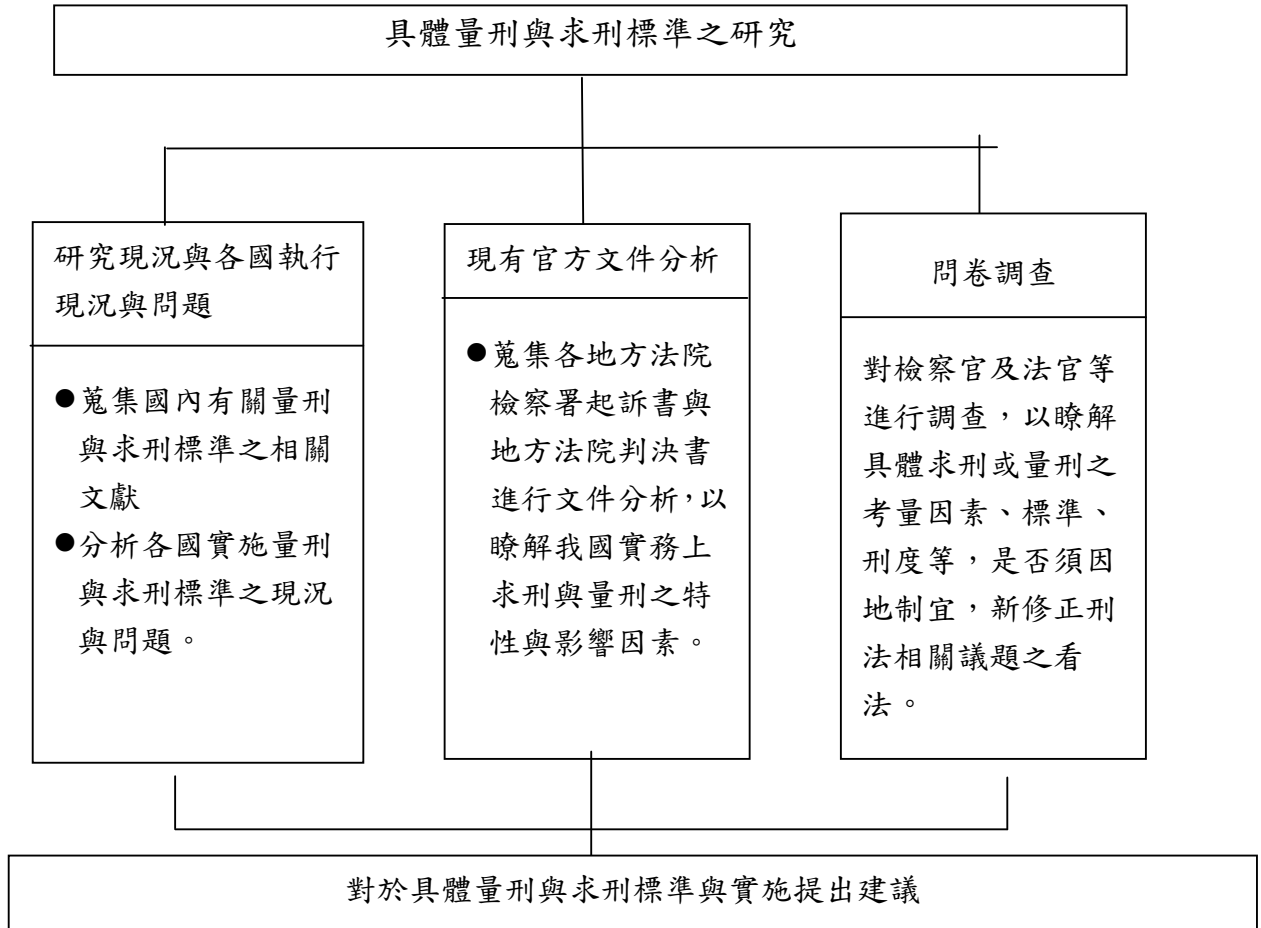 具體量刑與求刑標準之研究
研究現況與各國執行
現況與問題
●蒐集國內有關量刑
與求刑標準之相關
文獻
●分析各國實施量刑
與求刑標準之現況
與問題。
現有官方文件分析
●蒐集各地方法院
檢察署起訴書與
地方法院判決書
進行文件分析，以
瞭解我國實務上
求刑與量刑之特
性與影響因素。
問卷調查
對檢察官及法官等
進行調查，以瞭解
具體求刑或量刑之
考量因素、標準、
刑度等，是否須因
地制宜，新修正刑
法相關議題之看
法。
對於具體量刑與求刑標準與實施提出建議